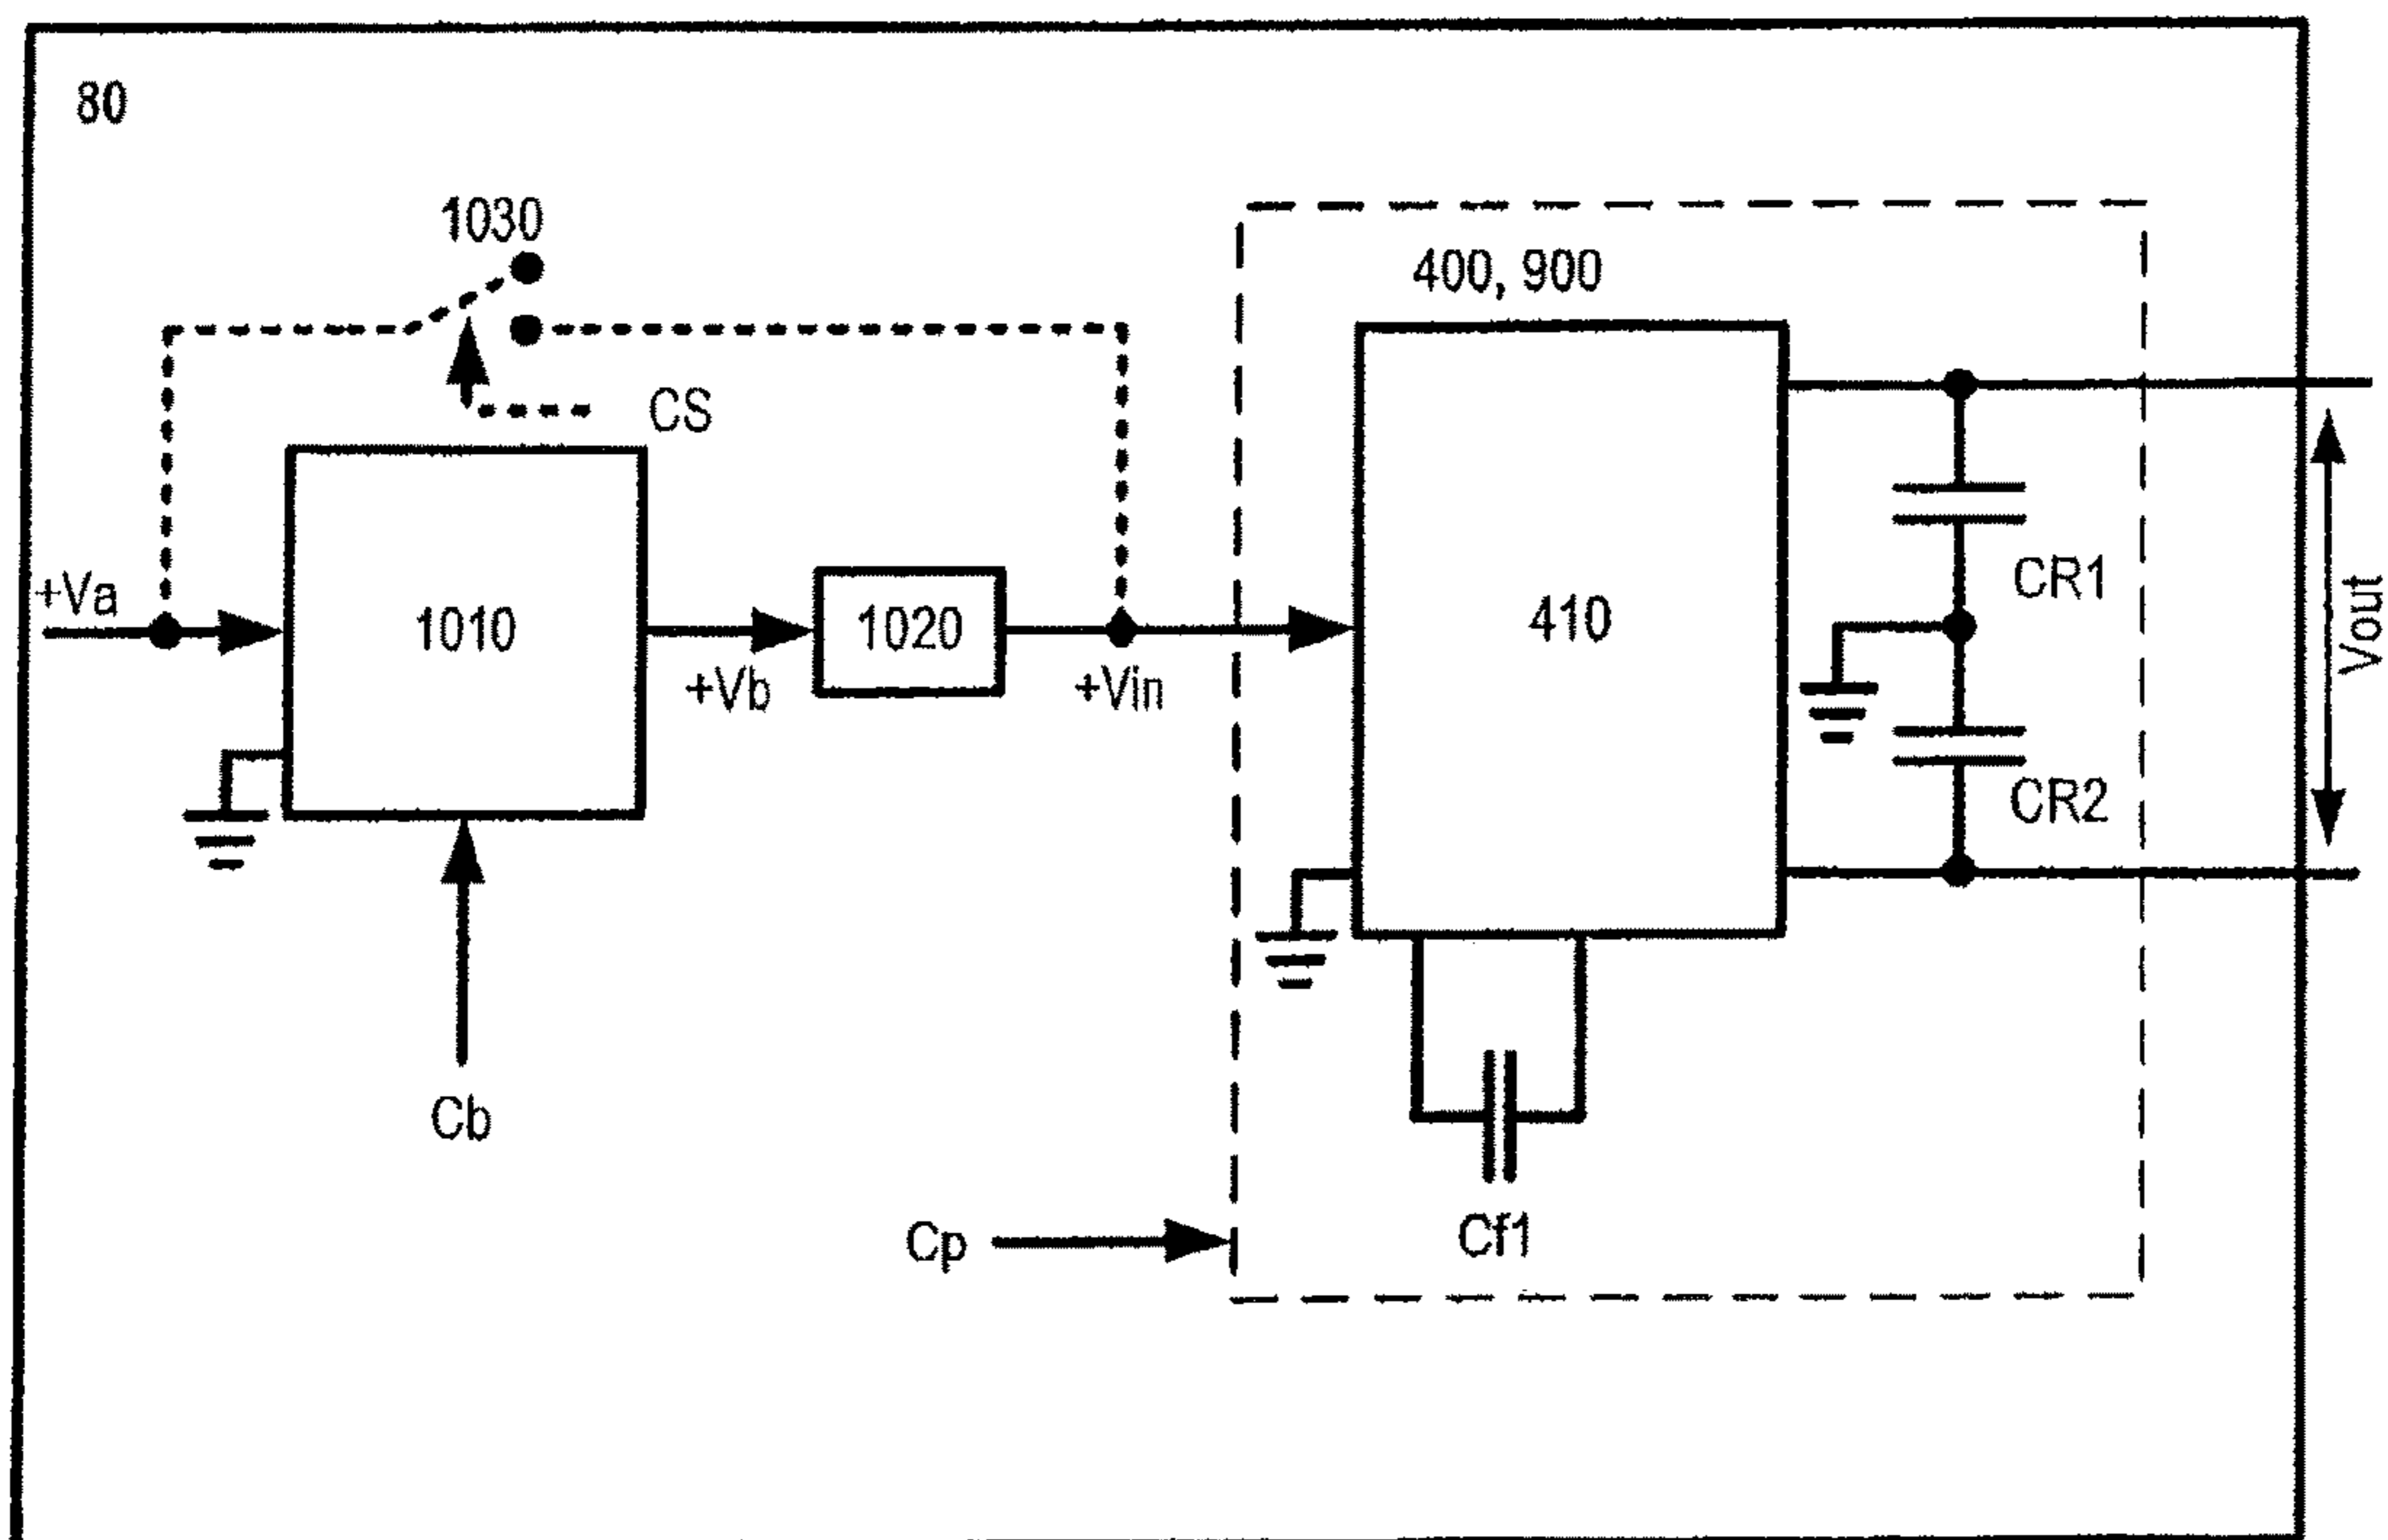 80
1030
400, 900
CS
+Va
1010
+Vb
1020
+Vin
410
CR1
CR2
Vout
Cb
Cp
Cf1